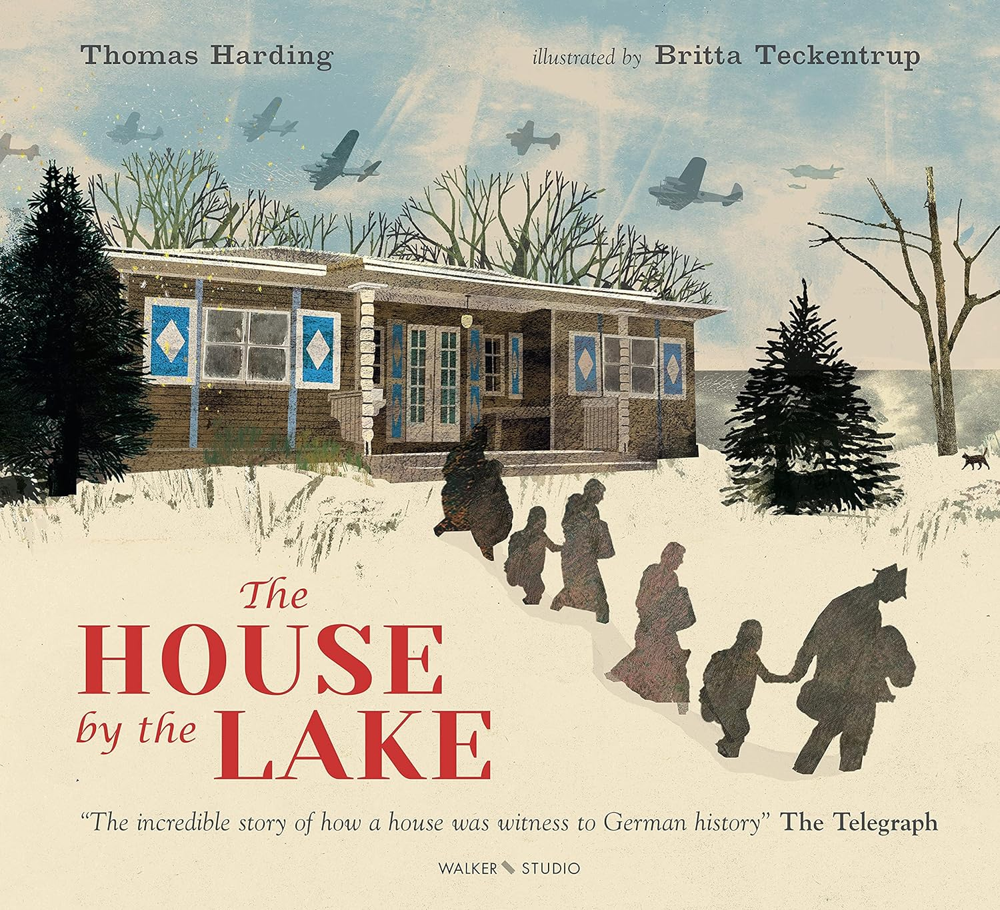 Thomas Harding
illustrated by Britta Teckentrup
The
HOUSE
by the LAKE
“The incredible story of how a house was witness to German history” The Telegraph
WALKER STUDIO